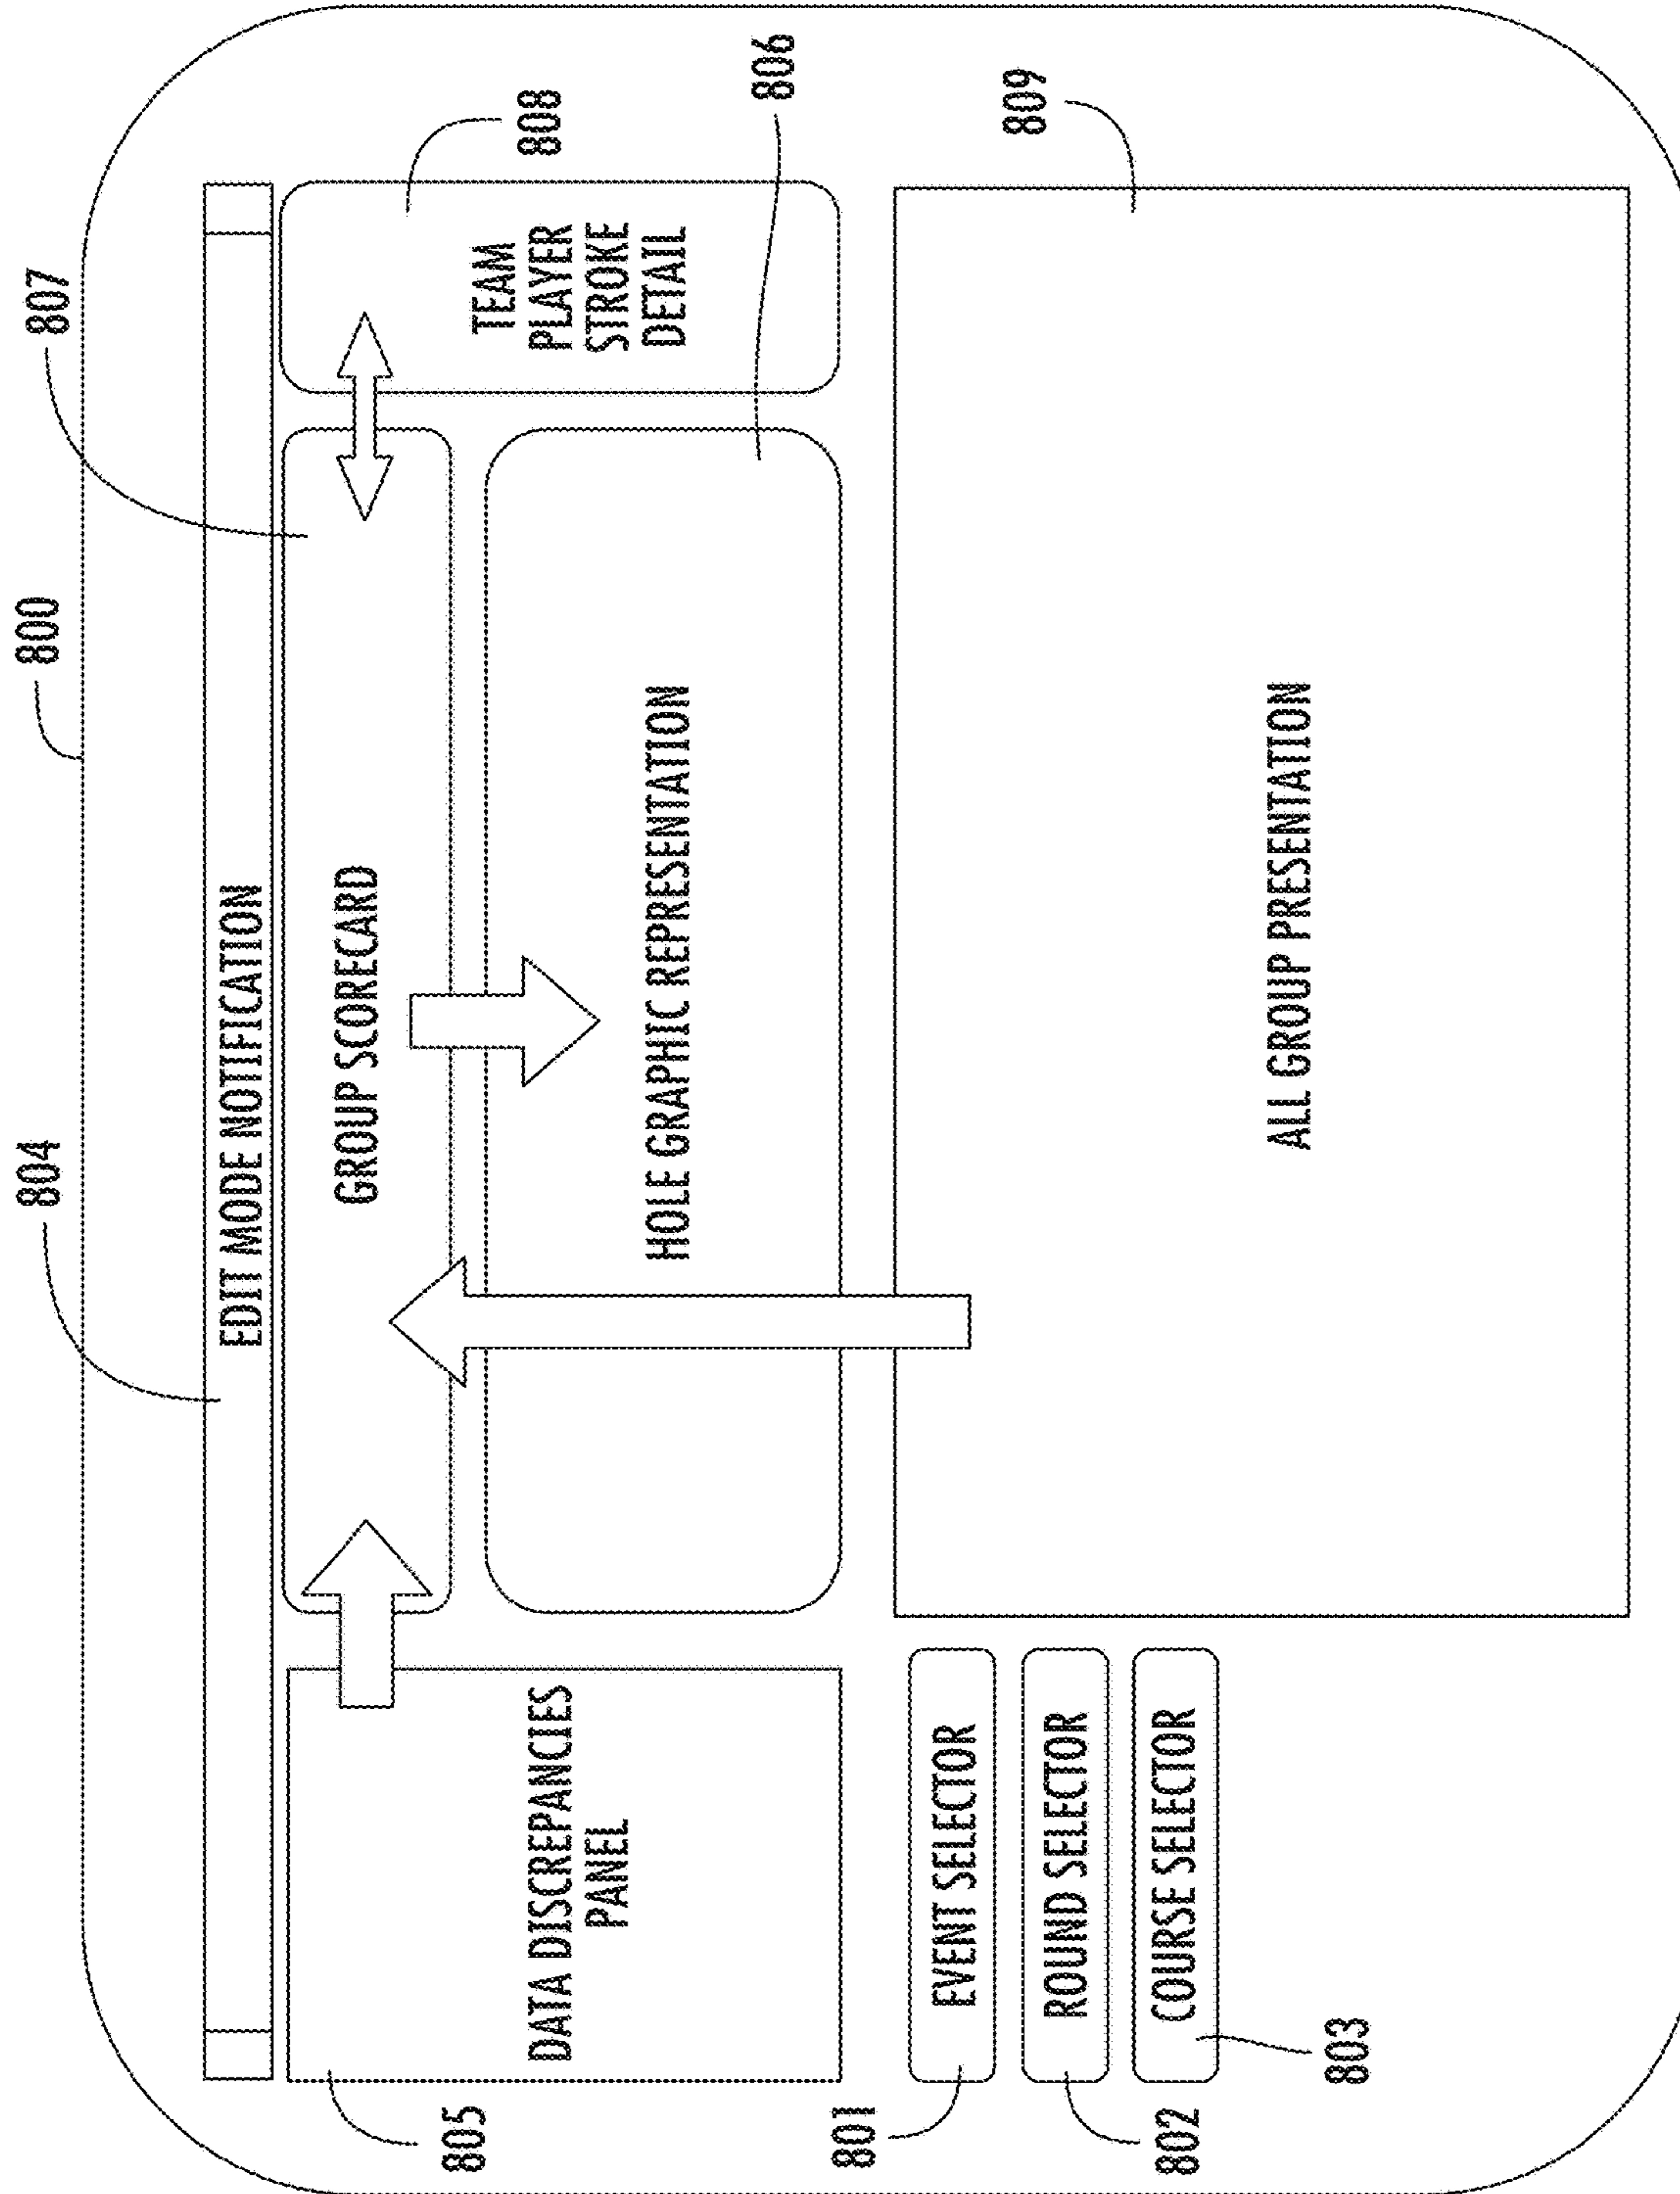 800
804
807
EDIT MODE NOTIFICATION
805
DATA DISCREPANCIES
PANEL
GROUP SCORECARD
HOLE GRAPHIC REPRESENTATION
TEAM
PLAYER
STROKE
DETAIL
808
806
801
EVENT SELECTOR
802
ROUND SELECTOR
COURSE SELECTOR
803
ALL GROUP PRESENTATION
809